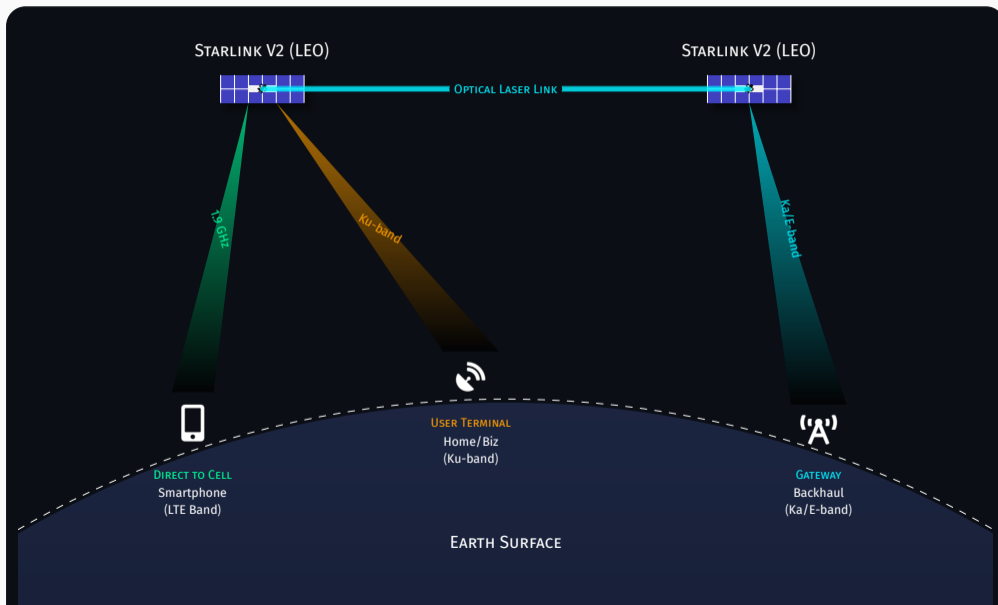 Starlink V2 (LEO)
Starlink V2 (LEO)
Optical Laser Link
1.9 GHz
Ku-band
Ka/E-band
User Terminal
Home/Biz
(Ku-band)
Direct to Cell
Smartphone
(LTE Band)
Gateway
Backhaul
(Ka/E-band)
Earth Surface